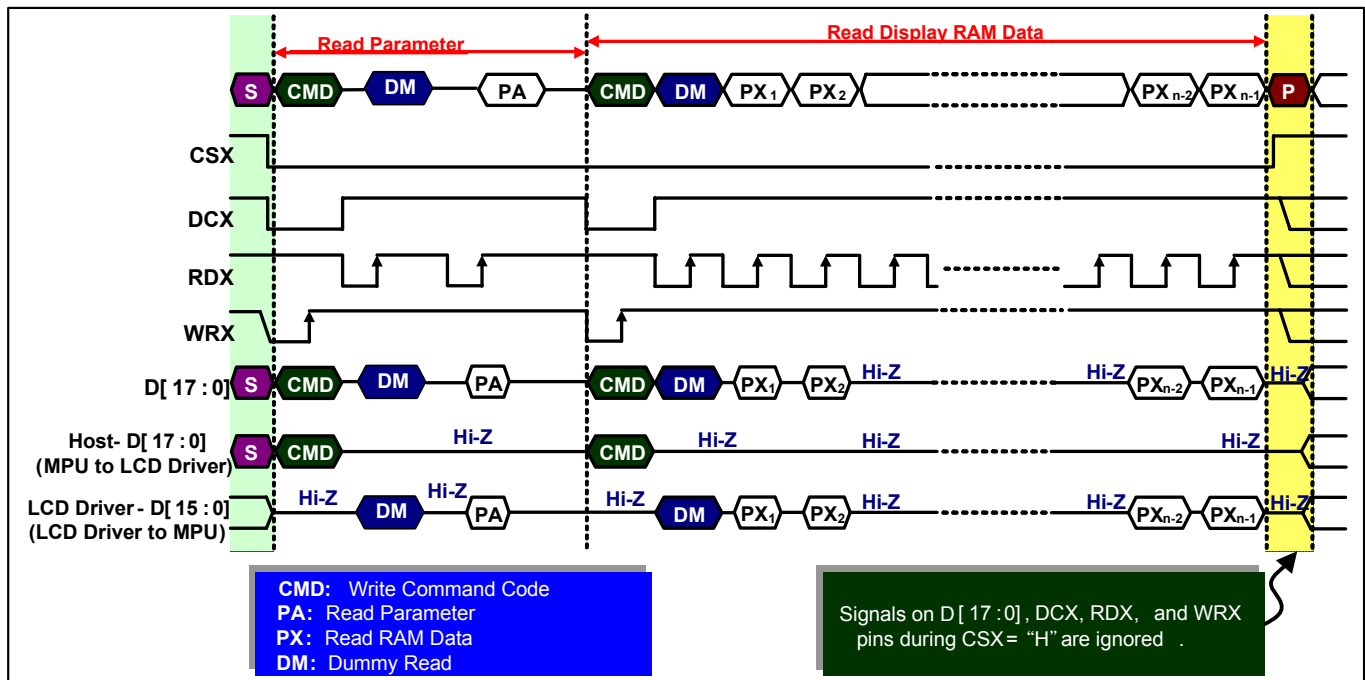 Read Parameter Read Display RAM Data
S CMD DM PA CMD DM PX1 PX2 PX n-2 PX n-1 P
CSX
DCX
RDX
WRX
D[ 17 : 0] S CMD DM PA CMD DM PX1 PX2 Hi-Z Hi-Z PXn-2 PXn-1 Hi-Z
Host- D[ 17 : 0] S CMD Hi-Z CMD Hi-Z Hi-Z Hi-Z
(MPU to LCD Driver)
LCD Driver - D[ 15 : 0] Hi-Z DM Hi-Z PA Hi-Z DM PX1 PX2 Hi-Z Hi-Z PXn-2 PXn-1 Hi-Z
(LCD Driver to MPU)
CMD: Write Command Code
PA: Read Parameter
PX: Read RAM Data
DM: Dummy Read
Signals on D [ 17 : 0] , DCX, RDX, and WRX
pins during CSX = “H” are ignored .